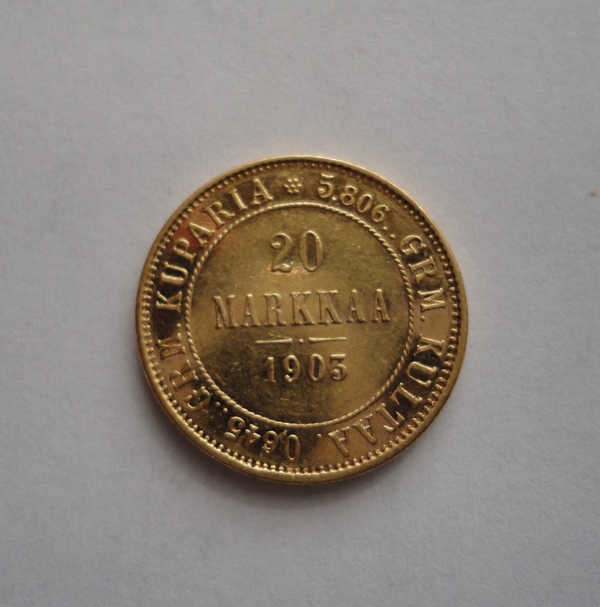 20
MARKKAA
1903
* 5,806.. GRM. KULTAA, 0,645.. GRM KUPARIA